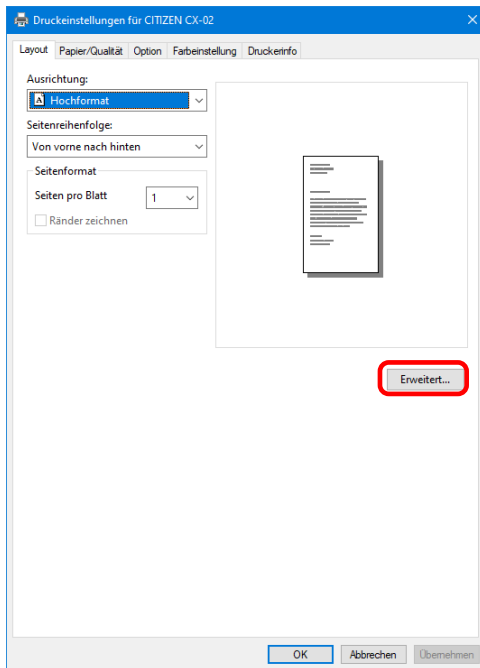 Druckeinstellungen für CITIZEN CX-02
Layout Papier/Qualität Option Farbeinstellung Druckerinfo
Ausrichtung:
Hochformat
Seitenreihenfolge:
Von vorne nach hinten
Seitenformat
Seiten pro Blatt 1
Ränder zeichnen
Erweitert...
OK Abbrechen Übernehmen